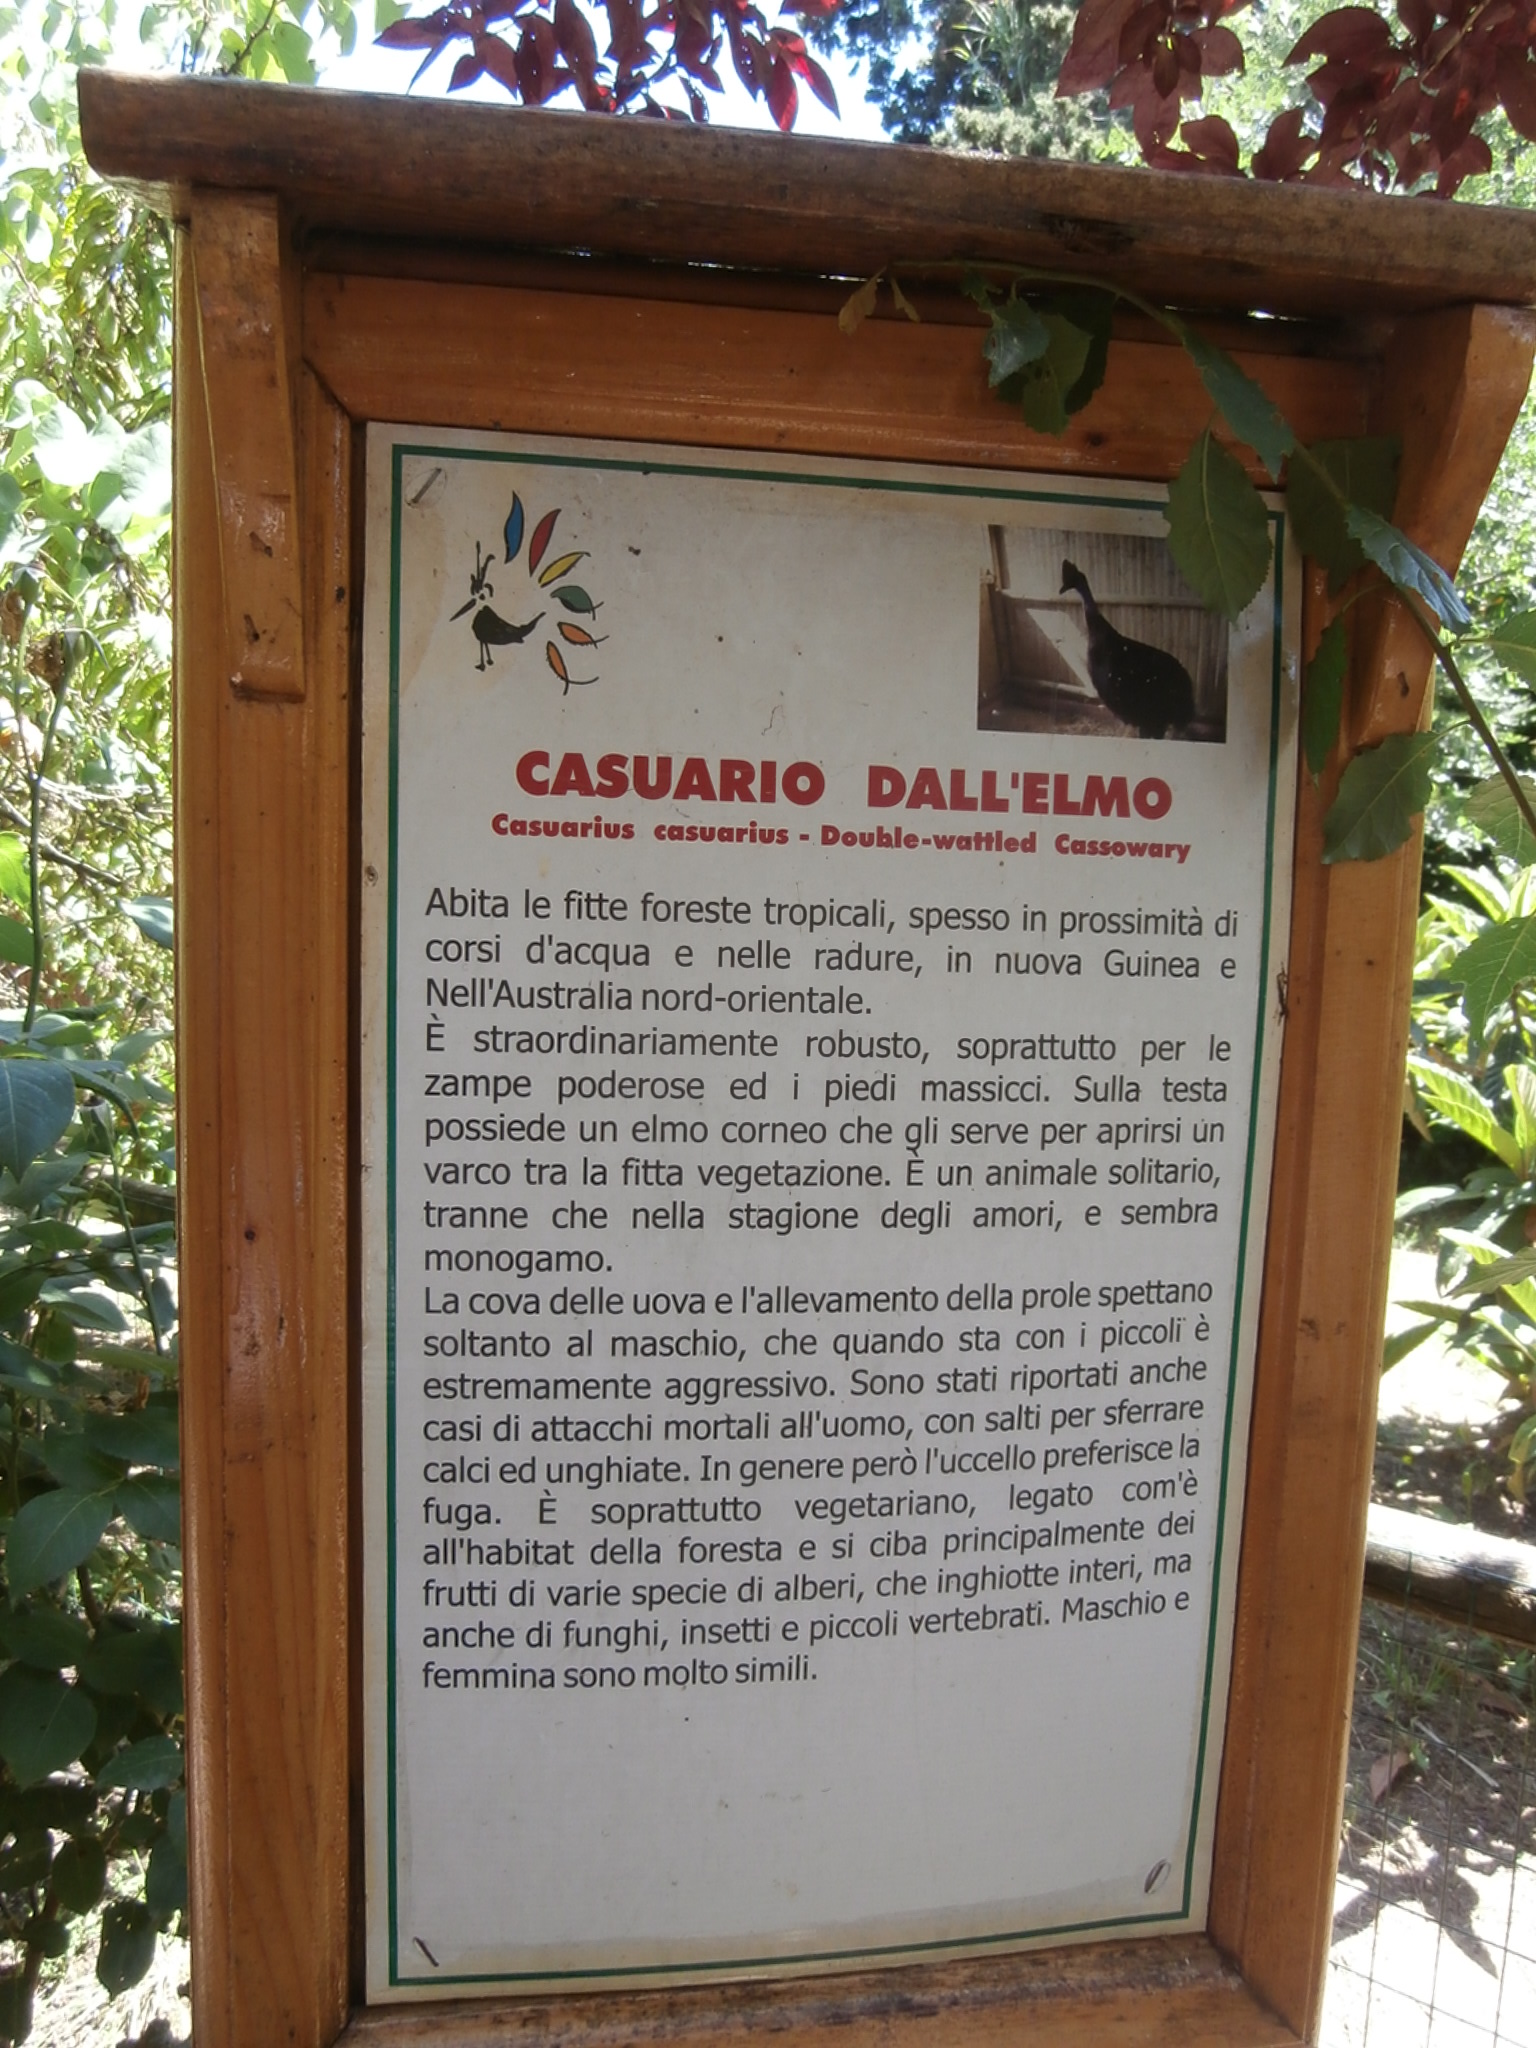 CASUARIO DALL'ELMO
Casuarius casuarius - Double-wattled Cassowary
Abita le fitte foreste tropicali, spesso in prossimità di
corsi d'acqua e nelle radure, in nuova Guinea e
Nell'Australia nord-orientale.
È straordinariamente robusto, soprattutto per le
zampe poderose ed i piedi massicci. Sulla testa
possiede un elmo corneo che gli serve per aprirsi un
varco tra la fitta vegetazione. È un animale solitario,
tranne che nella stagione degli amori, e sembra
monogamo.
La cova delle uova e l'allevamento della prole spettano
soltanto al maschio, che quando sta con i piccoli è
estremamente aggressivo. Sono stati riportati anche
casi di attacchi mortali all'uomo, con salti per sferrare
calci ed unghiate. In genere però l'uccello preferisce la
fuga. È soprattutto vegetariano, legato com'è
all'habitat della foresta e si ciba principalmente dei
frutti di varie specie di alberi, che inghiotte interi, ma
anche di funghi, insetti e piccoli vertebrati. Maschio e
femmina sono molto simili.